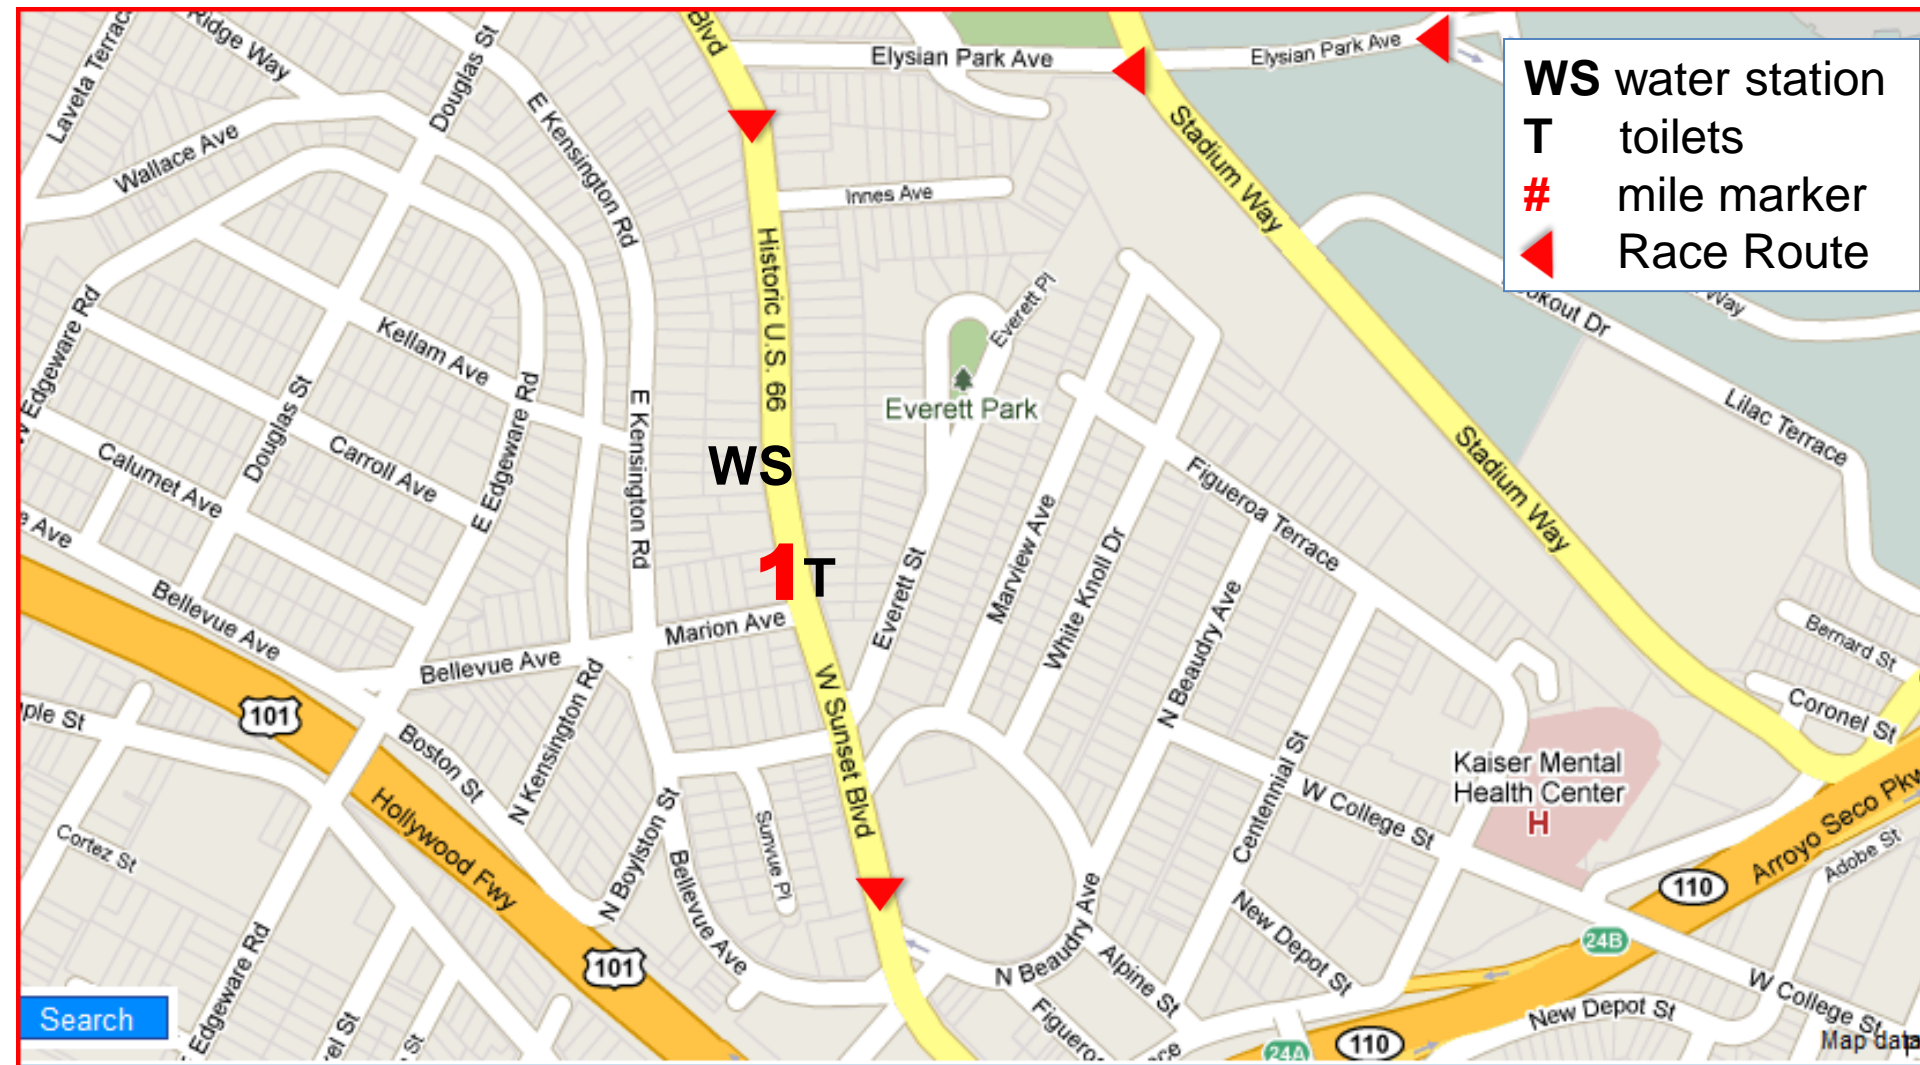 Blvd
Elysian Park Ave
Elysian Park Ave
WS water station
T toilets
# mile marker
Race Route
Ridge Way
Laveta Terrace
Douglas St
Wallace Ave
E Kensington Rd
Innes Ave
Stadium Way
Historic U.S. 66
Everett Pl
Way
Lilac Terrace
W Edgeware Rd
Kellam Ave
Everett Park
E Kensington Rd
Douglas St
E Edgeware Rd
Carroll Ave
Calumet Ave
WS
Figueroa Terrace
Stadium Way
Marview Ave
White Knoll Dr
Everett St
N Beaudry Ave
1 T
Ave
Bellevue Ave
Marion Ave
Bellevue Ave
Bernard St
Coronel St
101
W Sunset Blvd
N Kensington Rd
Boston St
Kaiser Mental
Health Center
H
Centennial St
W College St
Hollywood Fwy
N Boylston St
Sunvue Pl
Arroyo Seco
Adobe St
110
Cortez St
Bellevue Ave
New Depot St
24B
101
N Beaudry Ave
Alpine St
Edgeware Rd
W College St
New Depot St
Search
St
St
24A
110
Map data